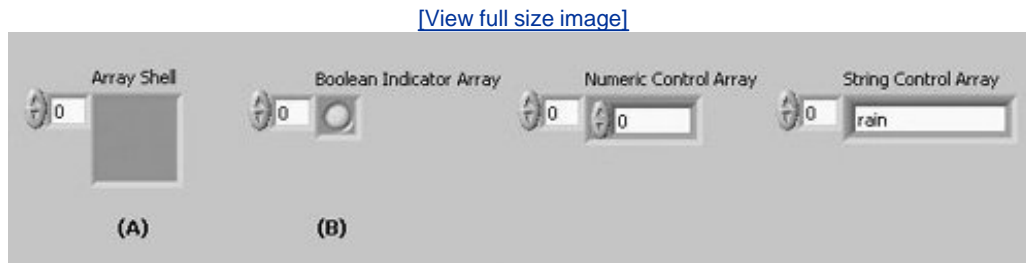 [View full size image]
Array Shell
0
Boolean Indicator Array
0
Numeric Control Array
0
0
String Control Array
0
rain
(A)
(B)